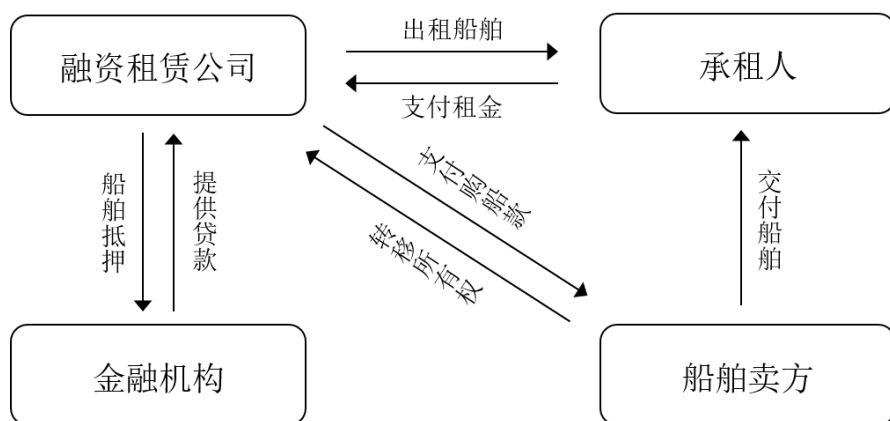 融资租赁公司
出租船舶
承租人
支付租金
船舶抵押
提供贷款
支付购船款
转移所有权
交付船舶
金融机构
船舶卖方